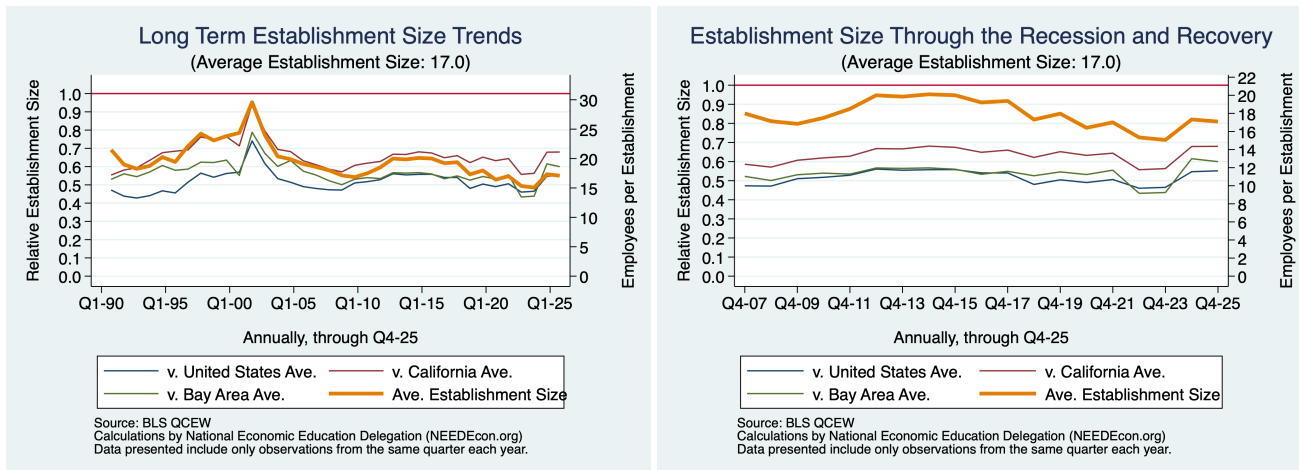 Long Term Establishment Size Trends
(Average Establishment Size: 17.0)
Relative Establishment Size
1.0
0.9
0.8
0.7
0.6
0.5
0.4
0.3
0.2
0.1
0.0
30
25
20
15
10
5
0
Employees per Establishment
Q1-90 Q1-95 Q1-00 Q1-05 Q1-10 Q1-15 Q1-20 Q1-25
Annually, through Q4-25
v. United States Ave. v. California Ave.
v. Bay Area Ave. Ave. Establishment Size
Source: BLS QCEW
Calculations by National Economic Education Delegation (NEEDEcon.org)
Data presented include only observations from the same quarter each year.
Establishment Size Through the Recession and Recovery
(Average Establishment Size: 17.0)
Relative Establishment Size
1.0
0.9
0.8
0.7
0.6
0.5
0.4
0.3
0.2
0.1
0.0
22
20
18
16
14
12
10
8
6
4
2
0
Employees per Establishment
Q4-07 Q4-09 Q4-11 Q4-13 Q4-15 Q4-17 Q4-19 Q4-21 Q4-23 Q4-25
Annually, through Q4-25
v. United States Ave. v. California Ave.
v. Bay Area Ave. Ave. Establishment Size
Source: BLS QCEW
Calculations by National Economic Education Delegation (NEEDEcon.org)
Data presented include only observations from the same quarter each year.